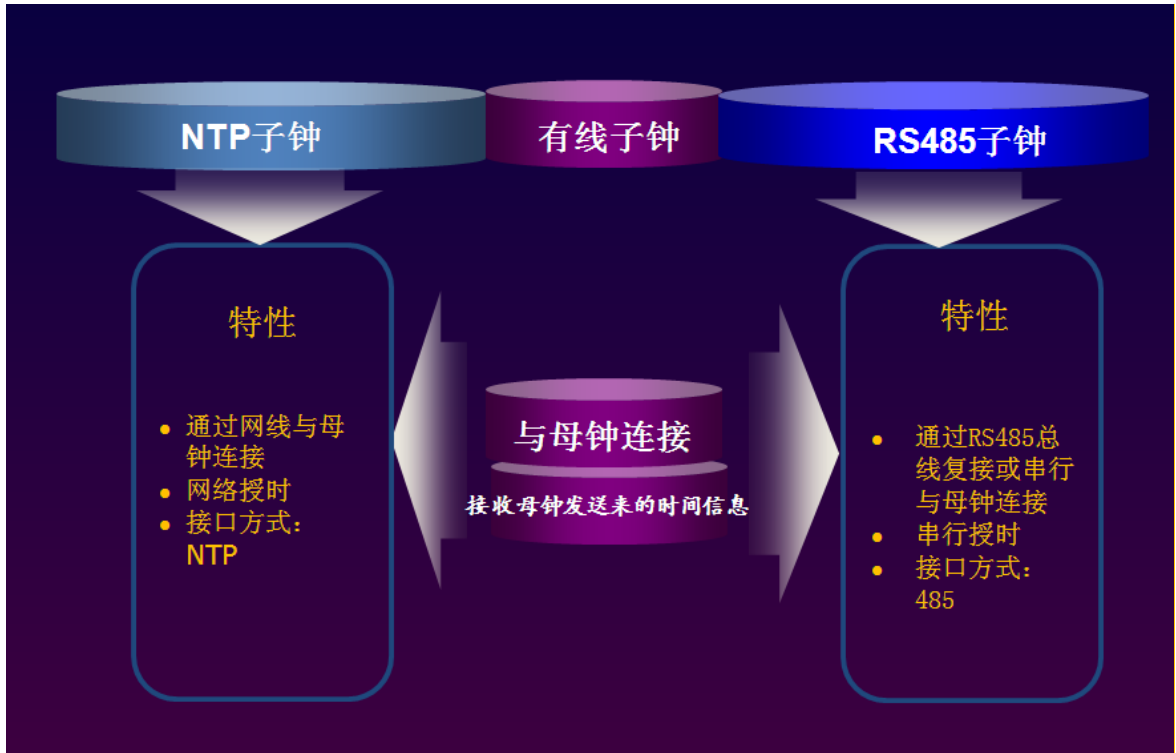 NTP子钟
有线子钟
RS485子钟
特性
通过网线与母
钟连接
网络授时
接口方式：
NTP
与母钟连接
接收母钟发送来的时间信息
特性
通过RS485总
线复接或串行
与母钟连接
串行授时
接口方式：
485